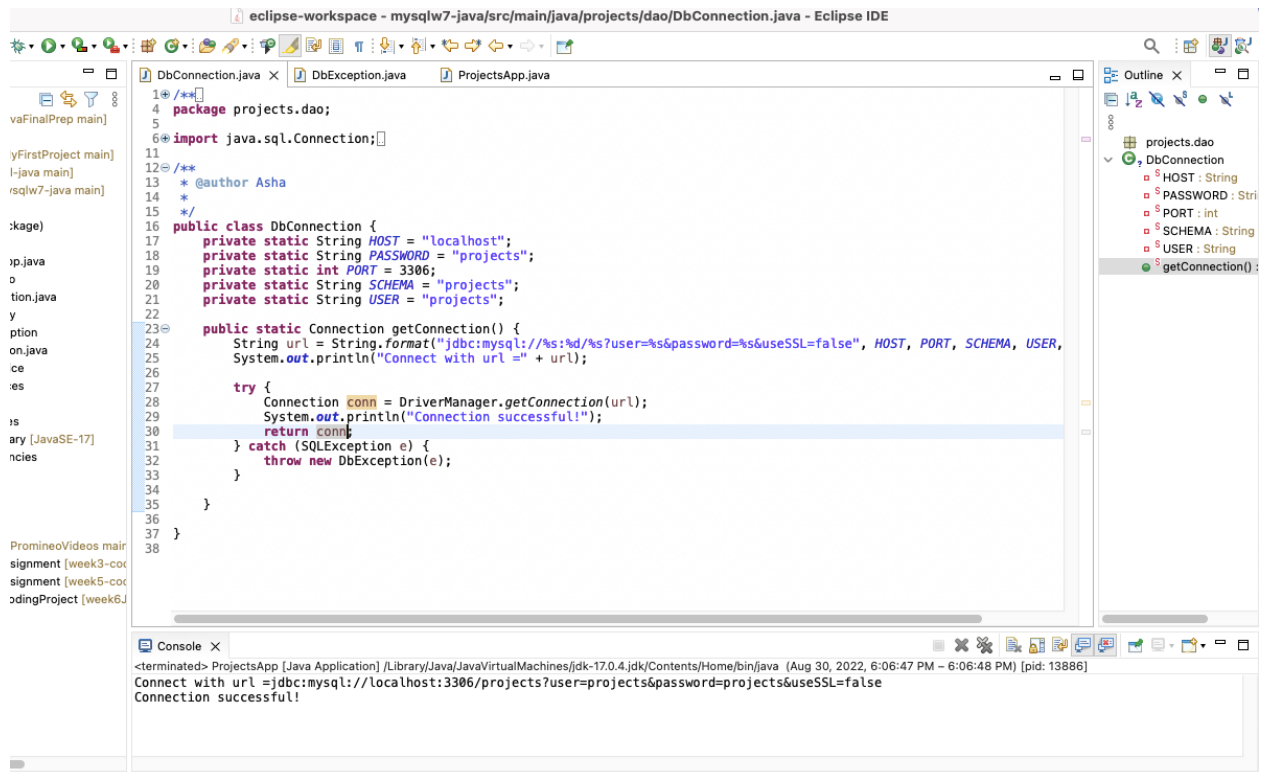 eclipse-workspace - mysqlw7-java/src/main/java/projects/dao/DbConnection.java - Eclipse IDE
DbConnection.java
DbException.java
ProjectsApp.java
Outline
vaFinalPrep main]
yFirstProject main]
l-java main]
ysqlw7-java main]
:kage)
pp.java
o
tion.java
y
ption
on.java
ice
ces
es
ary [JavaSE-17]
ncies
PromineoVideos mair
signment [week3-coc
signment [week5-coc
odingProject [week6J
1 /**
4 package projects.dao;
5
6 import java.sql.Connection;
11
12 /**
13 * @author Asha
14 *
15 */
16 public class DbConnection {
17 private static String HOST = "localhost";
18 private static String PASSWORD = "projects";
19 private static int PORT = 3306;
20 private static String SCHEMA = "projects";
21 private static String USER = "projects";
22
23 public static Connection getConnection() {
24 String url = String.format("jdbc:mysql://%s:%d/%s?user=%s&password=%s&useSSL=false", HOST, PORT, SCHEMA, USER,
25 System.out.println("Connect with url =" + url);
26
27 try {
28 Connection conn = DriverManager.getConnection(url);
29 System.out.println("Connection successful!");
30 return conn;
31 } catch (SQLException e) {
32 throw new DbException(e);
33 }
34
35 }
36
37 }
38
projects.dao
DbConnection
HOST : String
PASSWORD : Stri
PORT : int
SCHEMA : String
USER : String
getConnection() :
Console
<terminated> ProjectsApp [Java Application] /Library/Java/JavaVirtualMachines/jdk-17.0.4.jdk/Contents/Home/bin/java (Aug 30, 2022, 6:06:47 PM – 6:06:48 PM) [pid: 13886]
Connect with url =jdbc:mysql://localhost:3306/projects?user=projects&password=projects&useSSL=false
Connection successful!